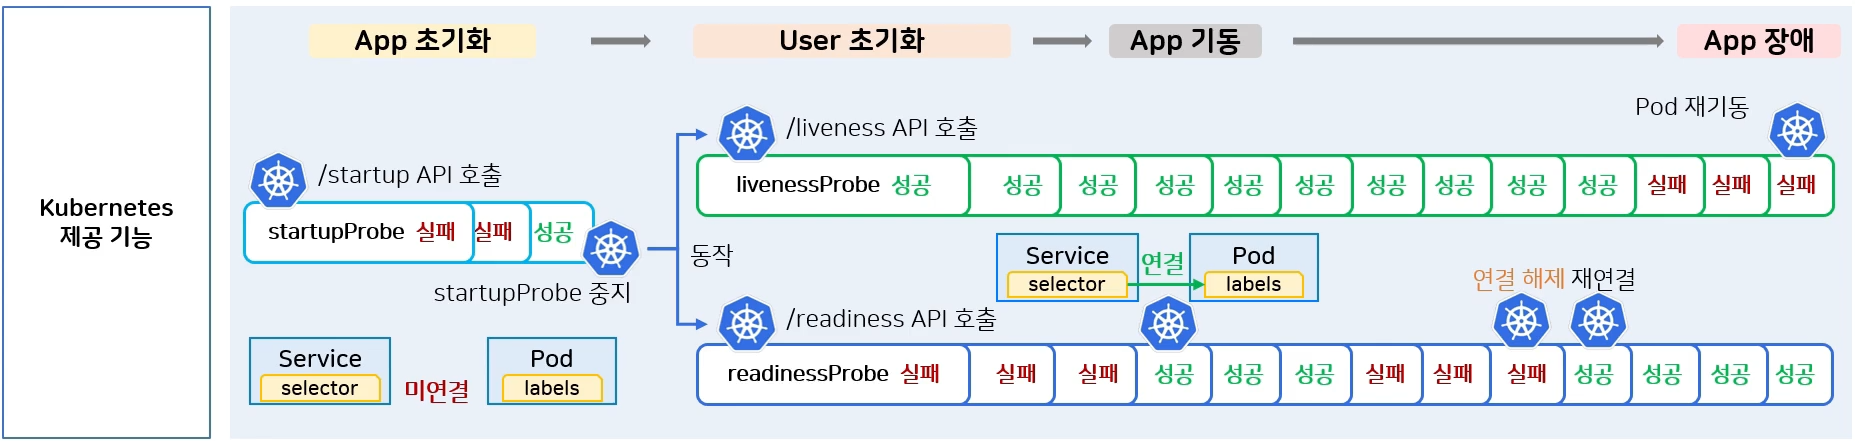 Kubernetes
제공 기능
App 초기화
User 초기화
App 기동
App 장애
/startup API 호출
startupProbe 실패 실패 성공
startupProbe 중지
Service
selector
미연결
Pod
labels
동작
/liveness API 호출
Pod 재기동
livenessProbe 성공 성공 성공 성공 성공 성공 성공 성공 성공 성공 실패 실패 실패
Service
selector
연결
Pod
labels
연결 해제 재연결
/readiness API 호출
readinessProbe 실패 실패 실패 성공 성공 성공 실패 실패 실패 성공 성공 성공 성공